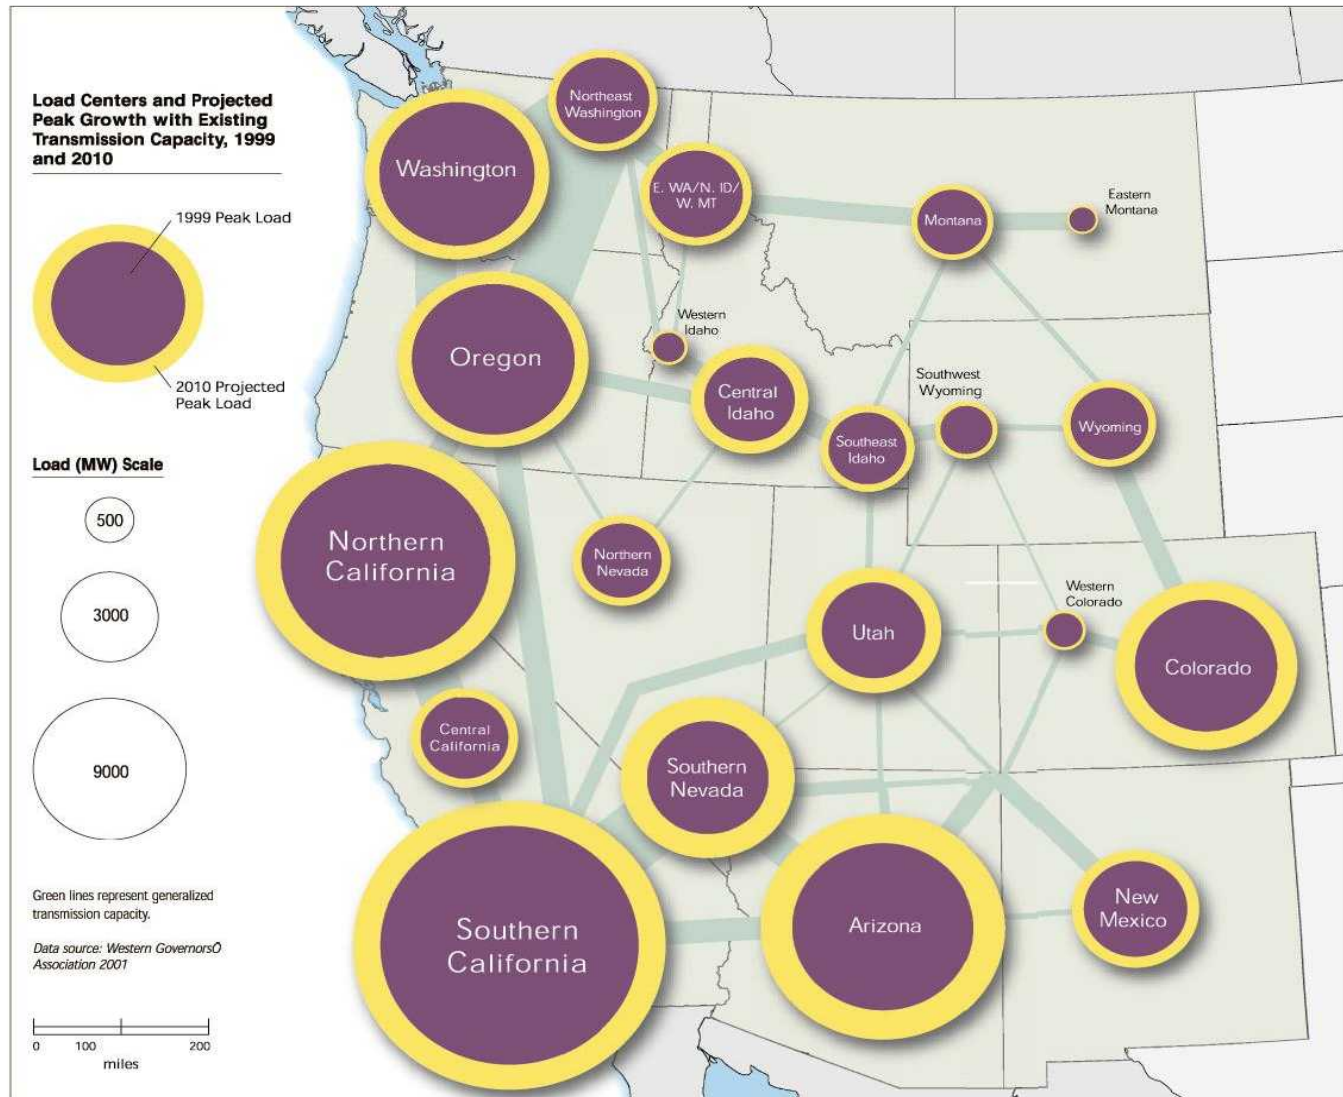 Load Centers and Projected
Peak Growth with Existing
Transmission Capacity, 1999
and 2010
1999 Peak Load
2010 Projected
Peak Load
Load (MW) Scale
500
3000
9000
Green lines represent generalized
transmission capacity.
Data source: Western GovernorsÕ
Association 2001
0 100 200
miles
Northeast
Washington
Washington
E. WA/N. ID/
W. MT
Montana
Eastern
Montana
Western
Idaho
Oregon
Central
Idaho
Southeast
Idaho
Southwest
Wyoming
Wyoming
Northern
California
Northern
Nevada
Utah
Western
Colorado
Colorado
Central
California
Southern
Nevada
Southern
California
Arizona
New
Mexico